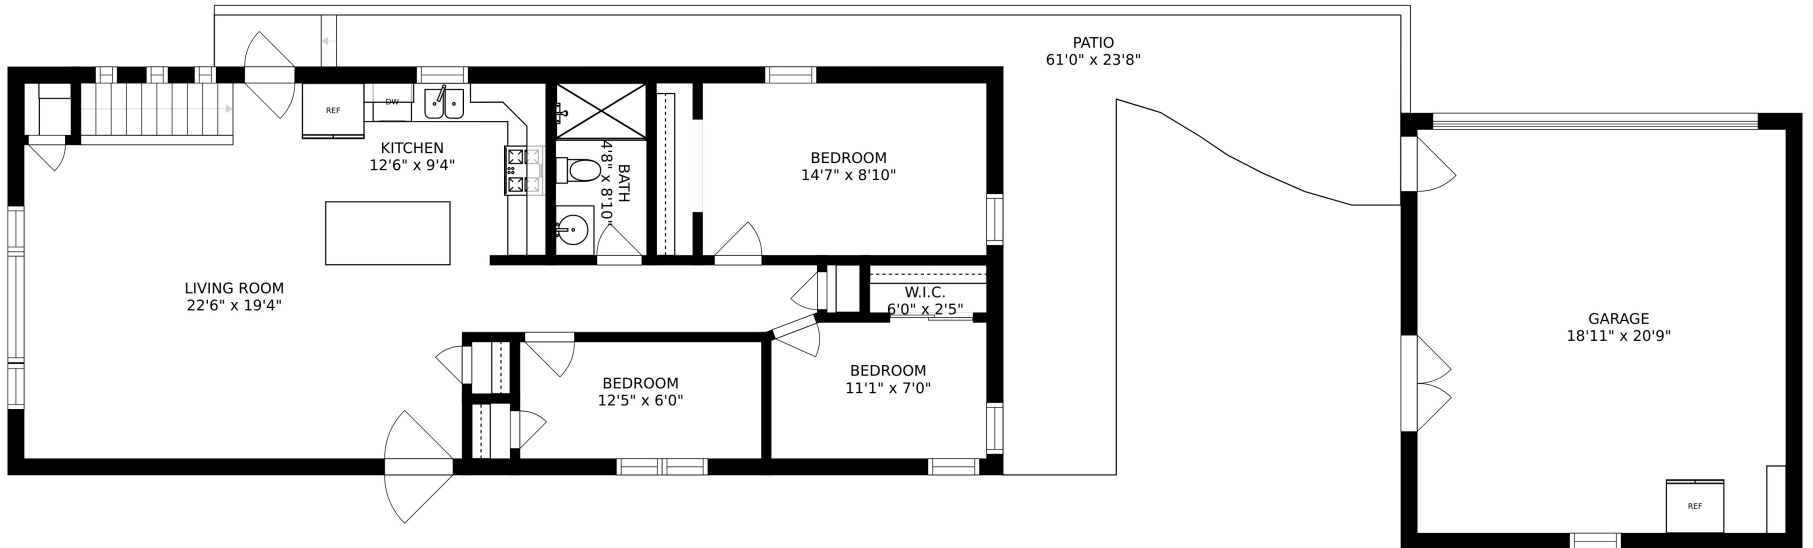 PATIO
61'0" x 23'8"
REF
DW
KITCHEN
12'6" x 9'4"
BATH
4'8" x 8'10"
BEDROOM
14'7" x 8'10"
LIVING ROOM
22'6" x 19'4"
W.I.C.
6'0" x 2'5"
GARAGE
18'11" x 20'9"
BEDROOM
12'5" x 6'0"
BEDROOM
11'1" x 7'0"
REF